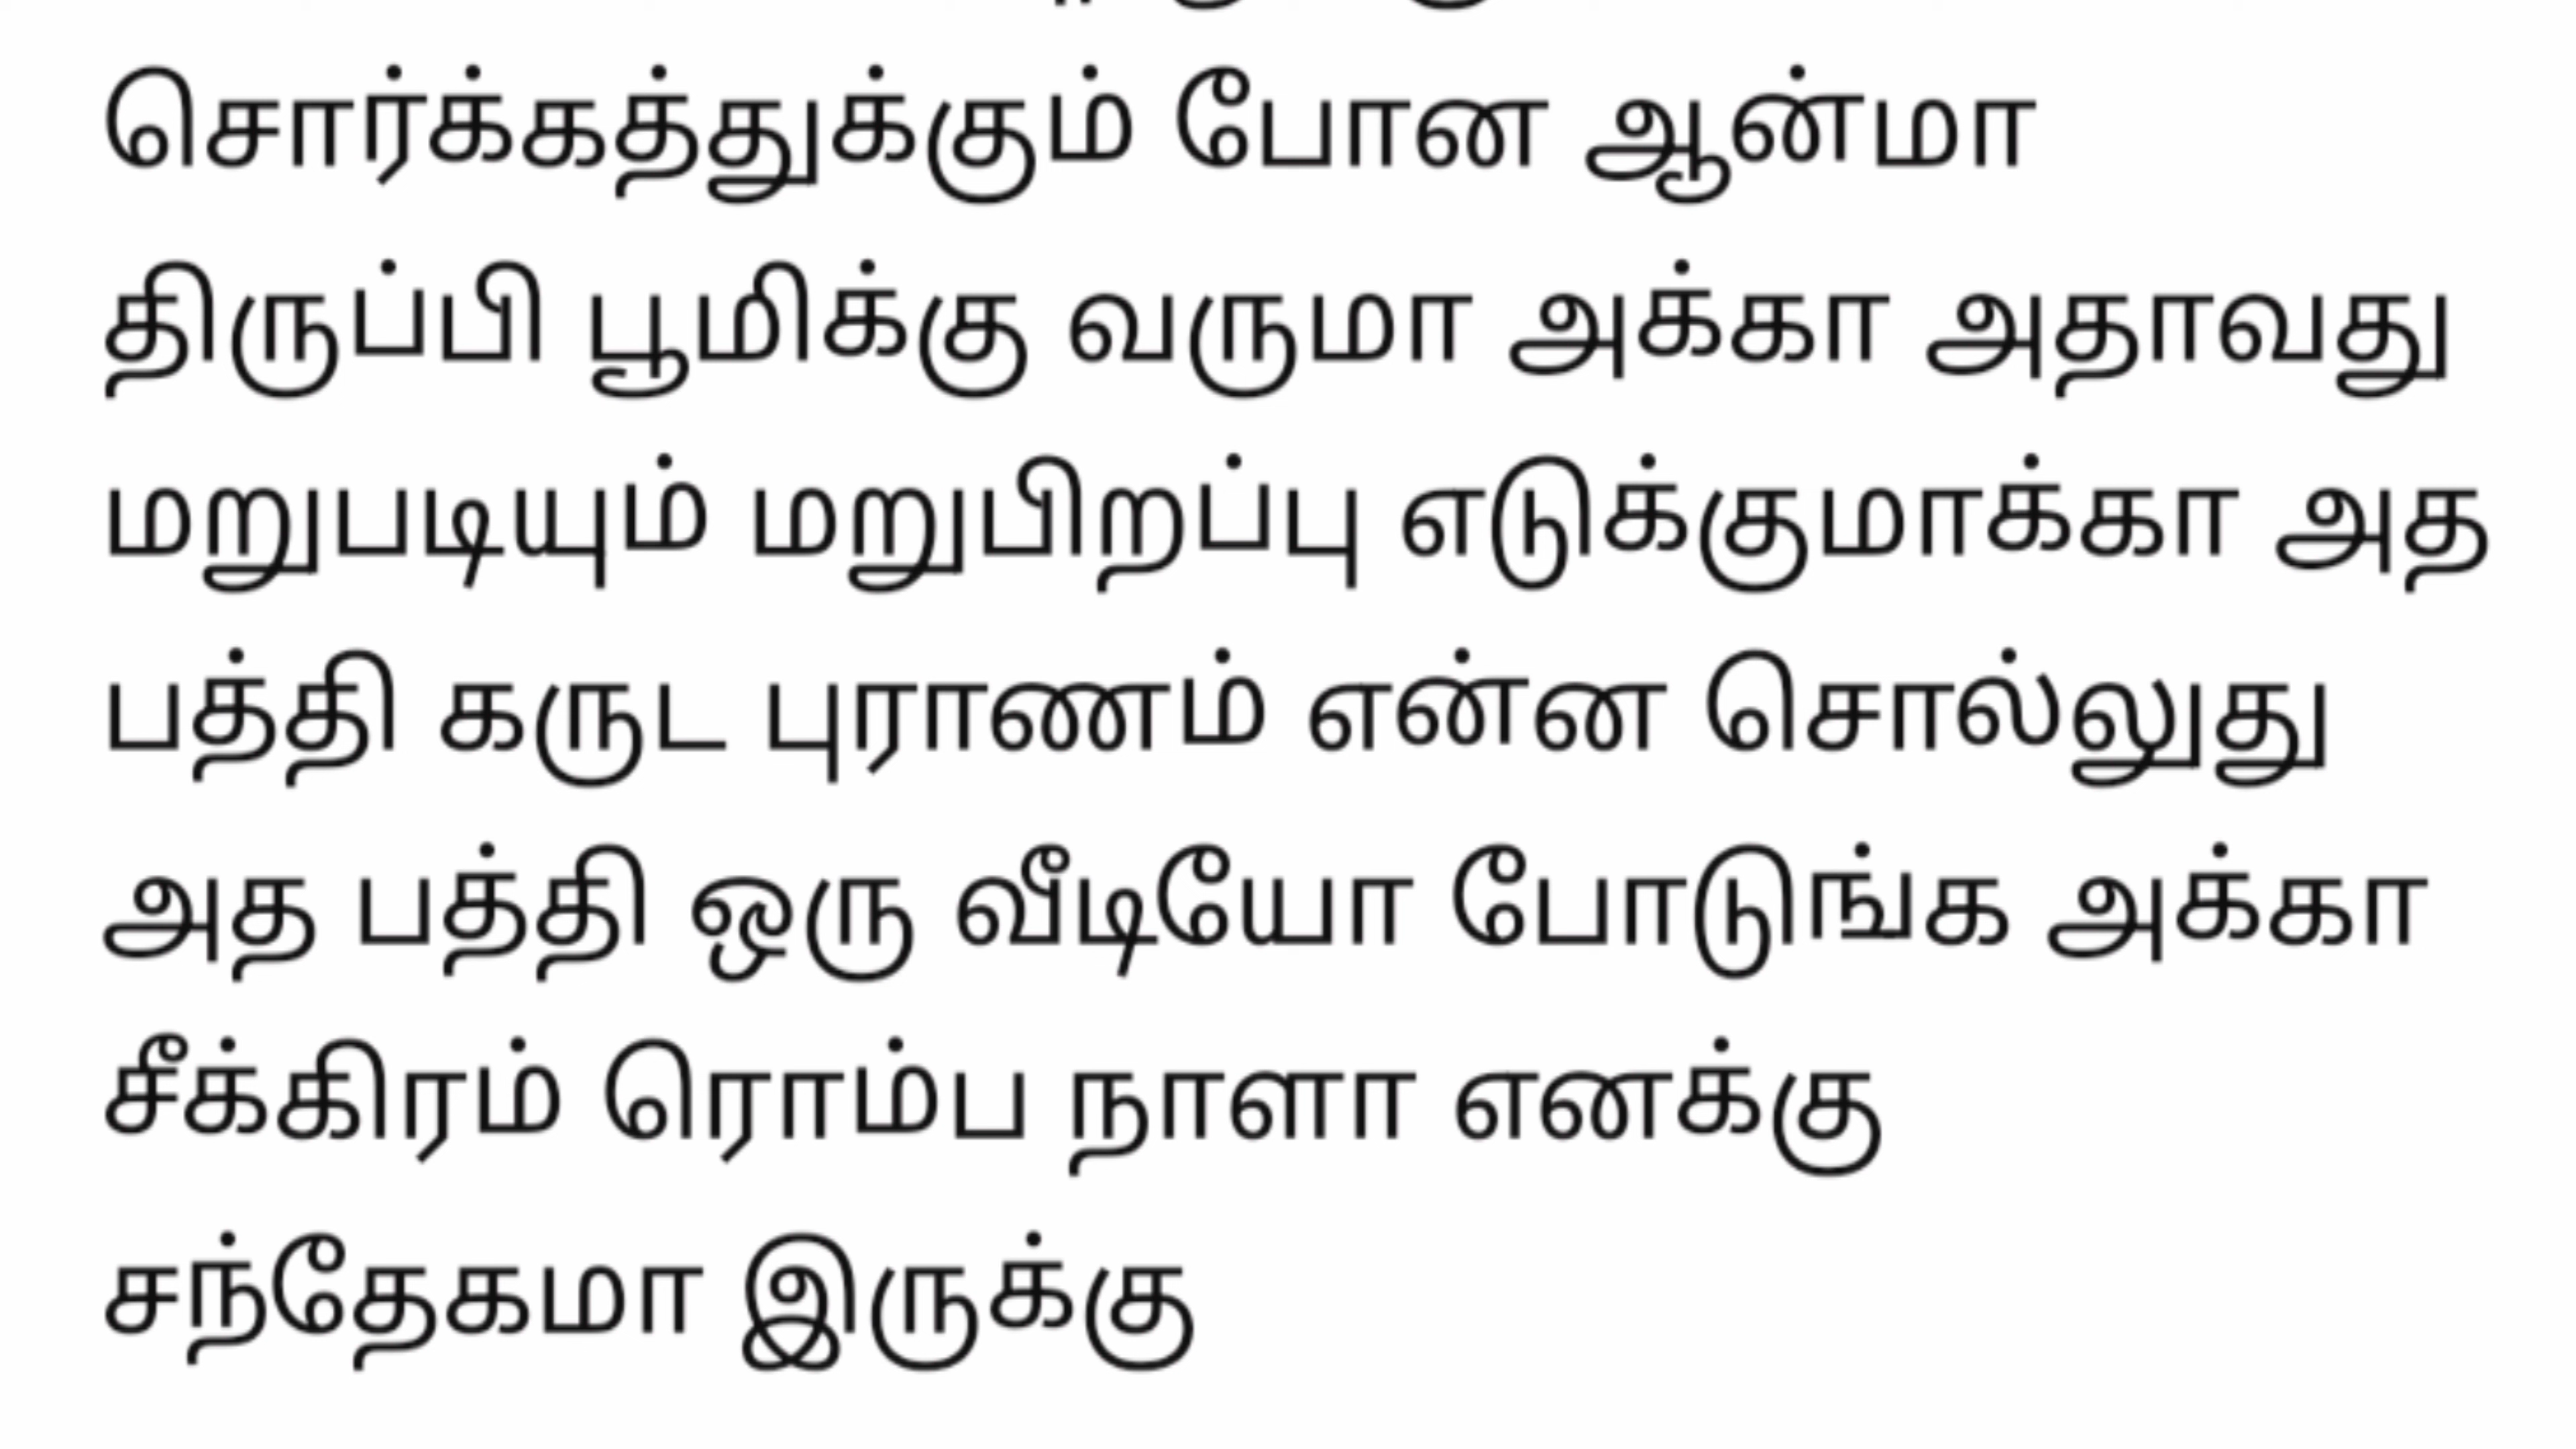 சொர்க்கத்துக்கும் போன ஆன்மா
திருப்பி பூமிக்கு வருமா அக்கா அதாவது
மறுபடியும் மறுபிறப்பு எடுக்குமாக்கா அத
பத்தி கருட புராணம் என்ன சொல்லுது
அத பத்தி ஒரு வீடியோ போடுங்க அக்கா
சீக்கிரம் ரொம்ப நாளா எனக்கு
சந்தேகமா இருக்கு